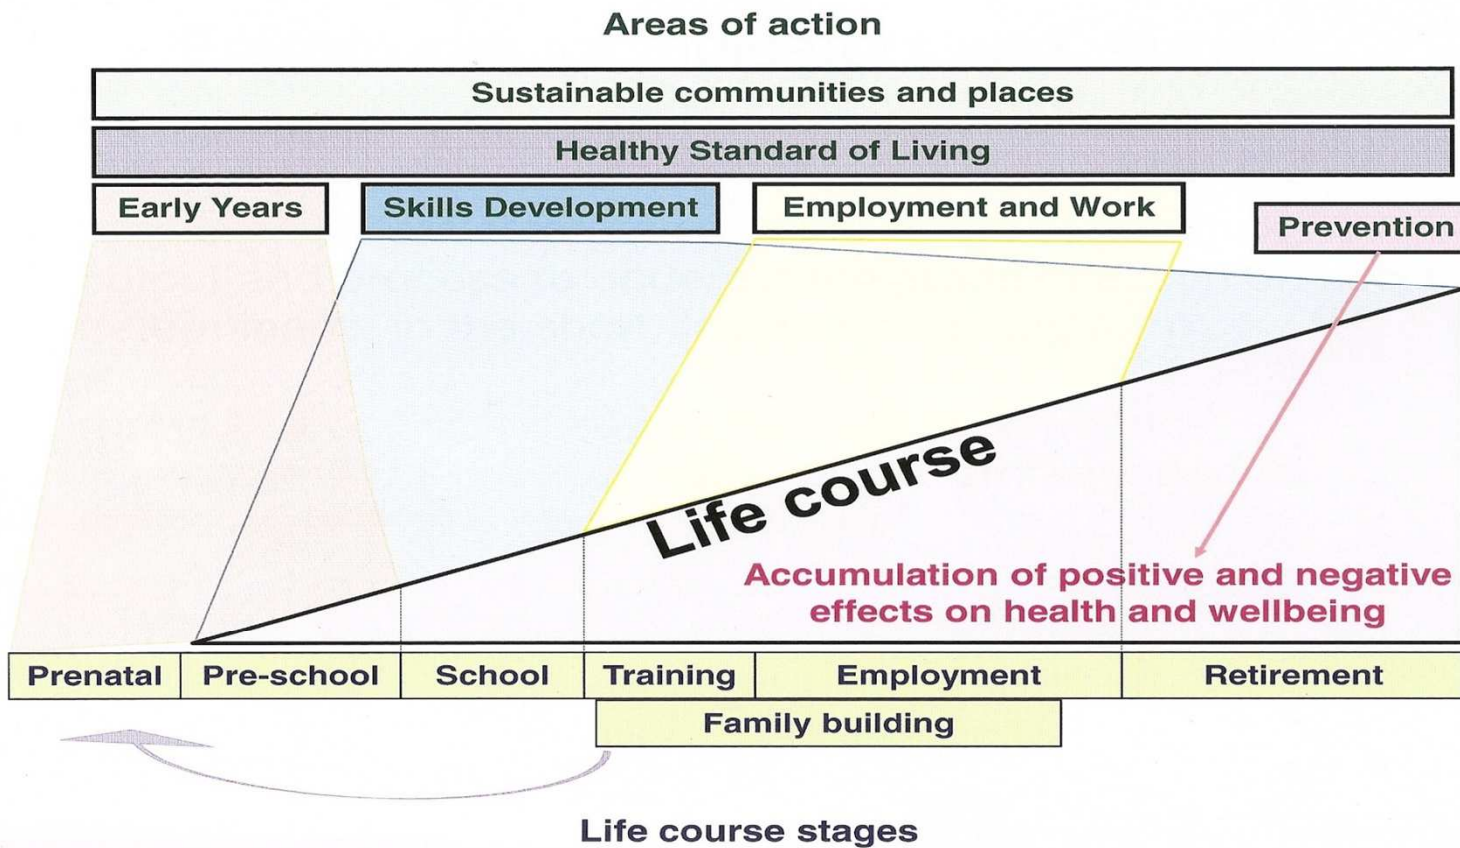 Areas of action
Sustainable communities and places
Healthy Standard of Living
Early Years
Skills Development
Employment and Work
Prevention
Life course
Accumulation of positive and negative
effects on health and wellbeing
Prenatal
Pre-school
School
Training
Employment
Retirement
Family building
Life course stages